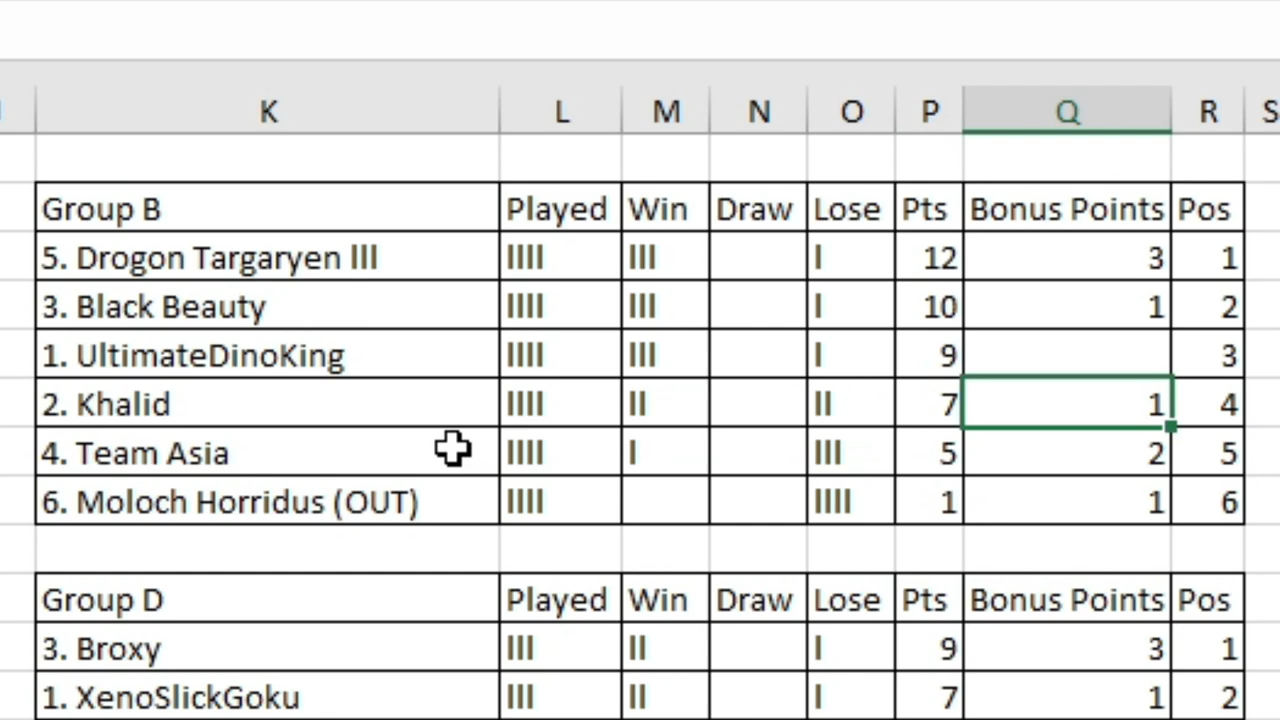 K L M N O P Q R S
Group B Played Win Draw Lose Pts Bonus Points Pos
5. Drogon Targaryen III IIII III I 12 3 1
3. Black Beauty IIII III I 10 1 2
1. UltimateDinoKing IIII III I 9 3
2. Khalid IIII II II 7 1 4
4. Team Asia IIII I III 5 2 5
6. Moloch Horridus (OUT) IIII IIII 1 1 6
Group D Played Win Draw Lose Pts Bonus Points Pos
3. Broxy III II I 9 3 1
1. XenoSlickGoku III II I 7 1 2